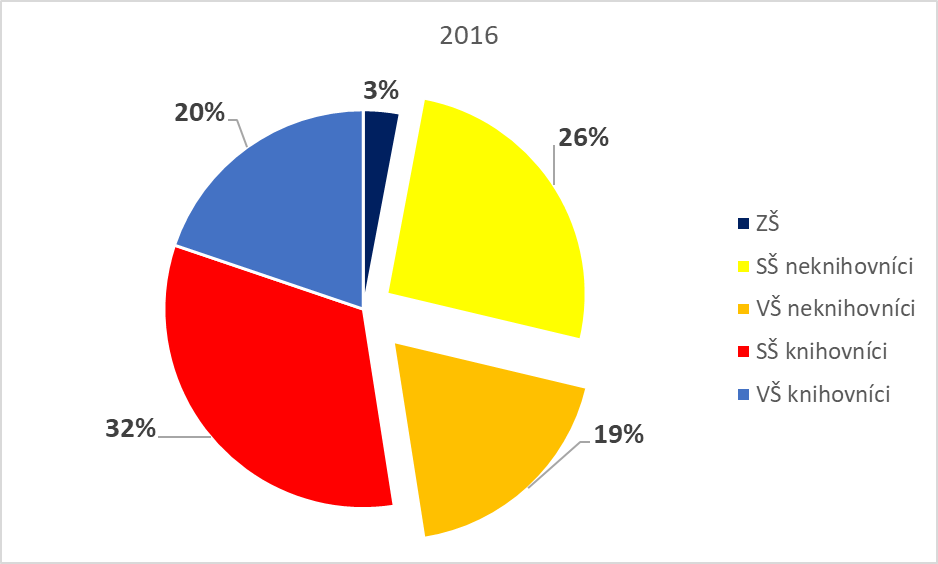 2016
3%
26%
19%
32%
20%
ZŠ
SŠ neknihovníci
VŠ neknihovníci
SŠ knihovníci
VŠ knihovníci